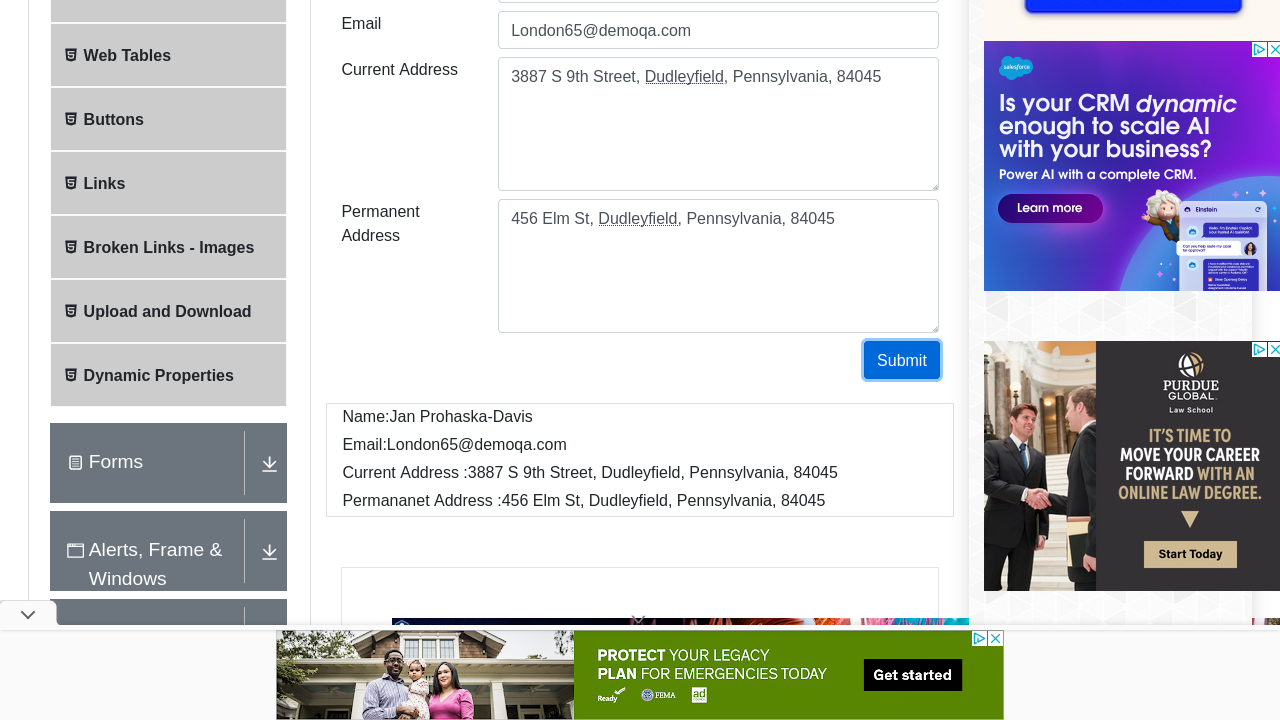 Web Tables
Buttons
Links
Broken Links - Images
Upload and Download
Dynamic Properties
Forms
Alerts, Frame &
Windows
Email
London65@demoqa.com
Current Address
3887 S 9th Street, Dudleyfield, Pennsylvania, 84045
Permanent
Address
456 Elm St, Dudleyfield, Pennsylvania, 84045
Submit
Name:Jan Prohaska-Davis
Email:London65@demoqa.com
Current Address :3887 S 9th Street, Dudleyfield, Pennsylvania, 84045
Permananet Address :456 Elm St, Dudleyfield, Pennsylvania, 84045
salesforce
Is your CRM dynamic
enough to scale AI
with your business?
Power AI with a complete CRM.
Learn more
Einstein
PURDUE
GLOBAL
Law School
IT'S TIME TO
MOVE YOUR CAREER
FORWARD WITH AN
ONLINE LAW DEGREE.
Start Today
PROTECT YOUR LEGACY
PLAN FOR EMERGENCIES TODAY
Ready
FEMA
ad
Get started